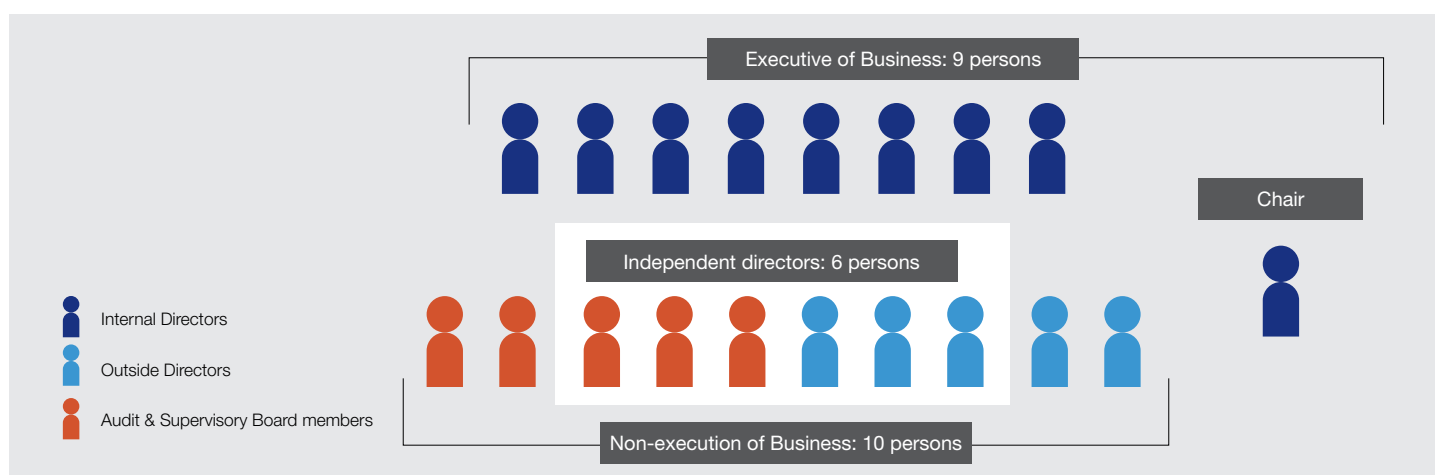 Executive of Business: 9 persons
Chair
Independent directors: 6 persons
Internal Directors
Outside Directors
Audit & Supervisory Board members
Non-execution of Business: 10 persons